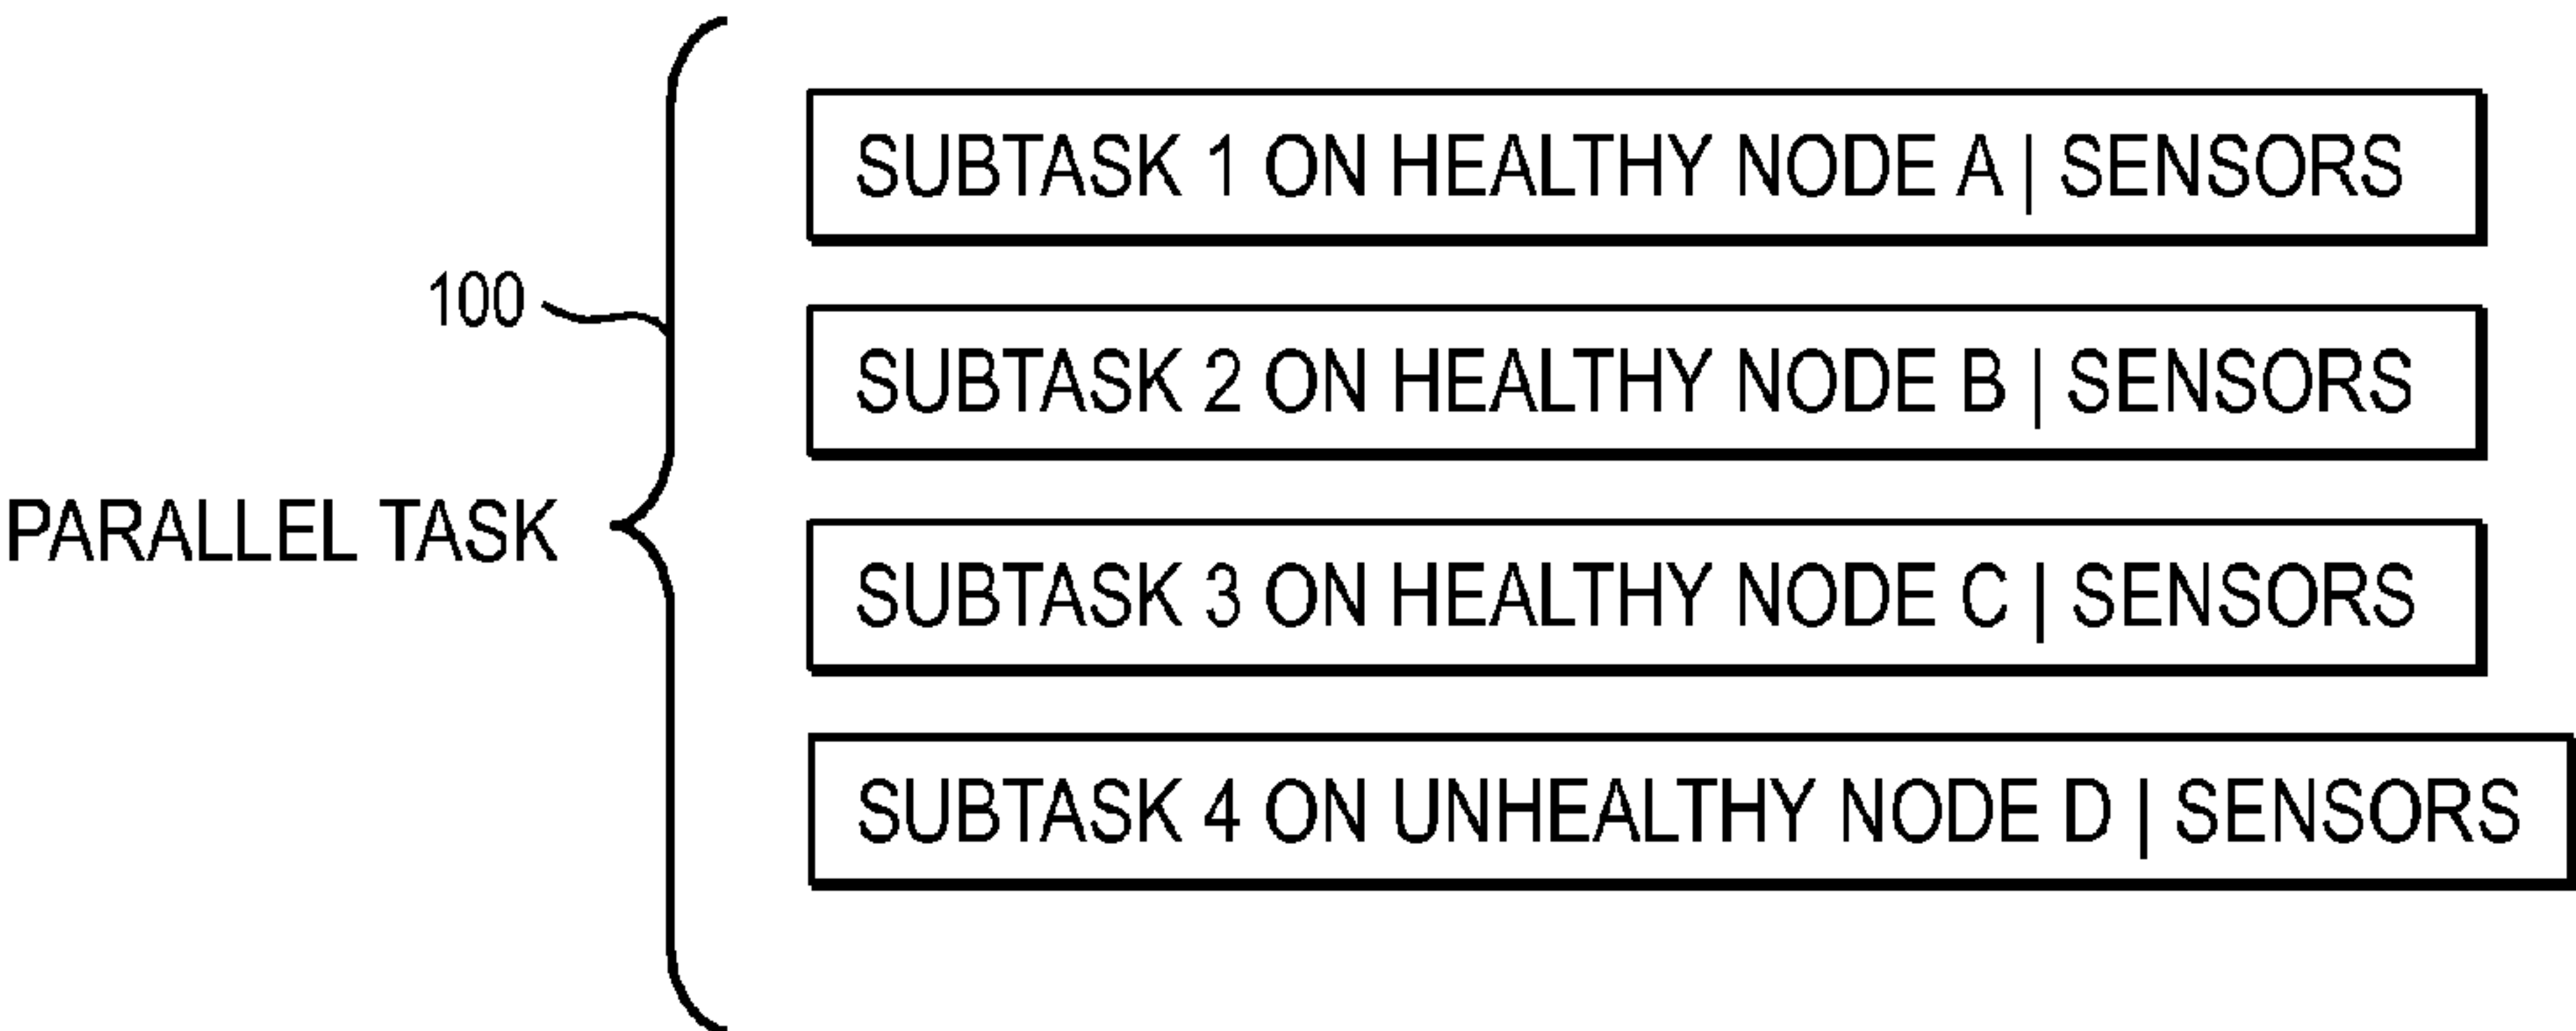 SUBTASK 1 ON HEALTHY NODE A | SENSORS
100
SUBTASK 2 ON HEALTHY NODE B | SENSORS
PARALLEL TASK
SUBTASK 3 ON HEALTHY NODE C | SENSORS
SUBTASK 4 ON UNHEALTHY NODE D | SENSORS